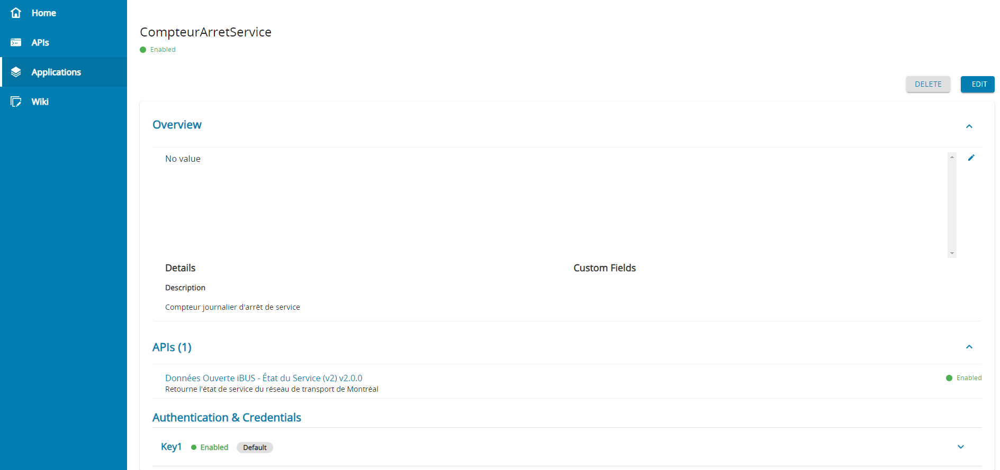 Home
APIs
Applications
Wiki
CompteurArretService
Enabled
DELETE
EDIT
Overview
No value
Details
Custom Fields
Description
Compteur journalier d'arrêt de service
APIs (1)
Données Ouverte iBUS - État du Service (v2) v2.0.0
Enabled
Retourne l'état de service du réseau de transport de Montréal
Authentication & Credentials
Key1 Enabled Default